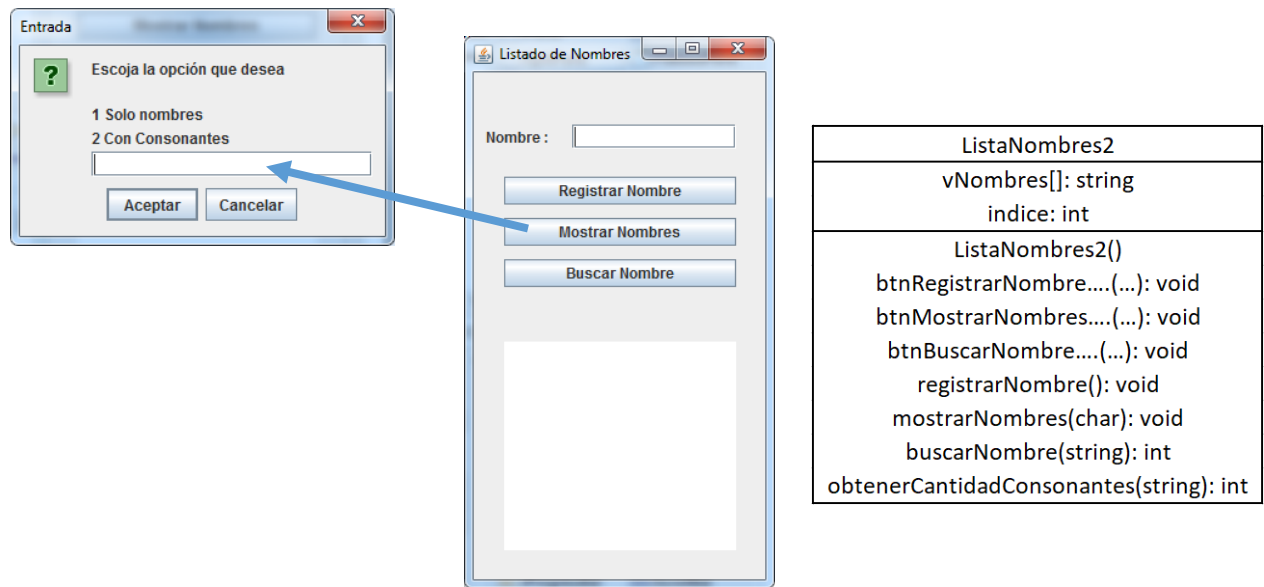 Entrada
Escoja la opción que desea
1 Solo nombres
2 Con Consonantes
Aceptar Cancelar
Listado de Nombres
Nombre :
Registrar Nombre
Mostrar Nombres
Buscar Nombre
ListaNombres2
vNombres[]: string
indice: int
ListaNombres2()
btnRegistrarNombre....(...): void
btnMostrarNombres....(...): void
btnBuscarNombre....(...): void
registrarNombre(): void
mostrarNombres(char): void
buscarNombre(string): int
obtenerCantidadConsonantes(string): int